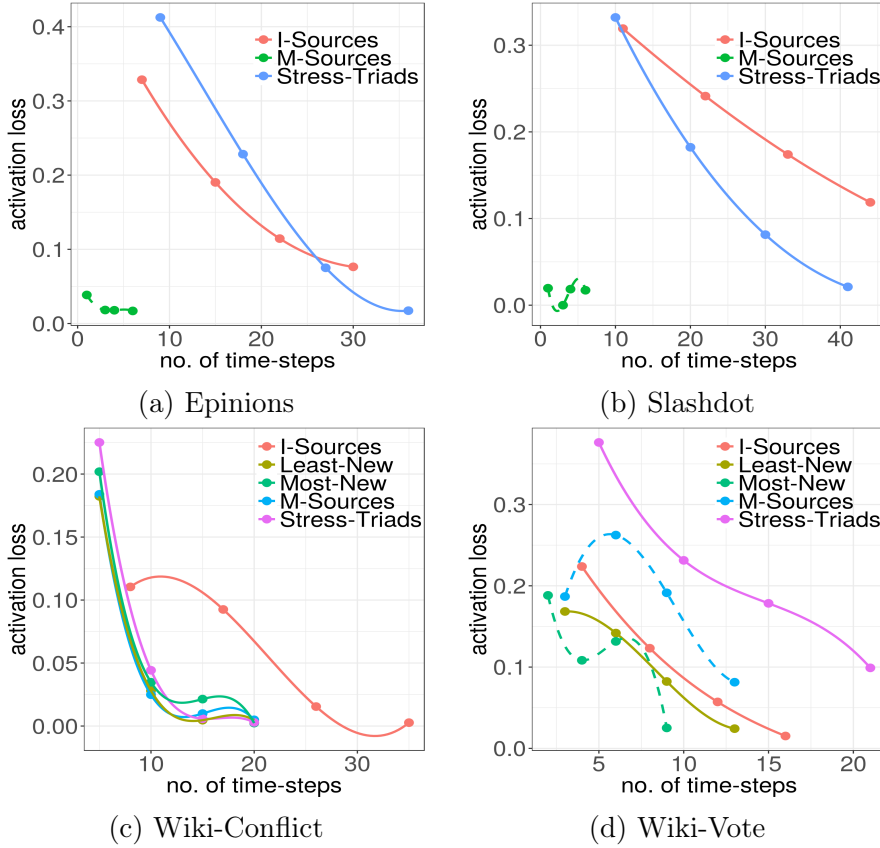 0.4
0.3
0.2
0.1
0.0
activation loss
I-Sources
M-Sources
Stress-Triads
0 10 20 30
no. of time-steps
(a) Epinions
0.3
0.2
0.1
0.0
activation loss
I-Sources
M-Sources
Stress-Triads
0 10 20 30 40
no. of time-steps
(b) Slashdot
0.20
0.15
0.10
0.05
0.00
activation loss
I-Sources
Least-New
Most-New
M-Sources
Stress-Triads
10 20 30
no. of time-steps
(c) Wiki-Conflict
0.3
0.2
0.1
0.0
activation loss
I-Sources
Least-New
Most-New
M-Sources
Stress-Triads
5 10 15 20
no. of time-steps
(d) Wiki-Vote